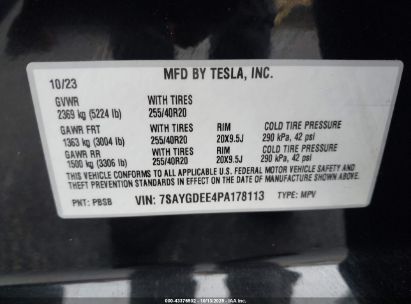 MFD BY TESLA, INC.
10/23
GVWR WITH TIRES
2369 kg (5224 lb) 255/40R20
GAWR FRT WITH TIRES RIM COLD TIRE PRESSURE
1363 kg (3004 lb) 255/40R20 20X9.5J 290 kPa, 42 psi
GAWR RR WITH TIRES RIM COLD TIRE PRESSURE
1500 kg (3306 lb) 255/40R20 20X9.5J 290 kPa, 42 psi
THIS VEHICLE CONFORMS TO ALL APPLICABLE U.S. FEDERAL MOTOR VEHICLE SAFETY AND
THEFT PREVENTION STANDARDS IN EFFECT ON THE DATE OF MANUFACTURE SHOWN ABOVE.
PNT: PBSB VIN: 7SAYGDEE4PA178113 TYPE: MPV